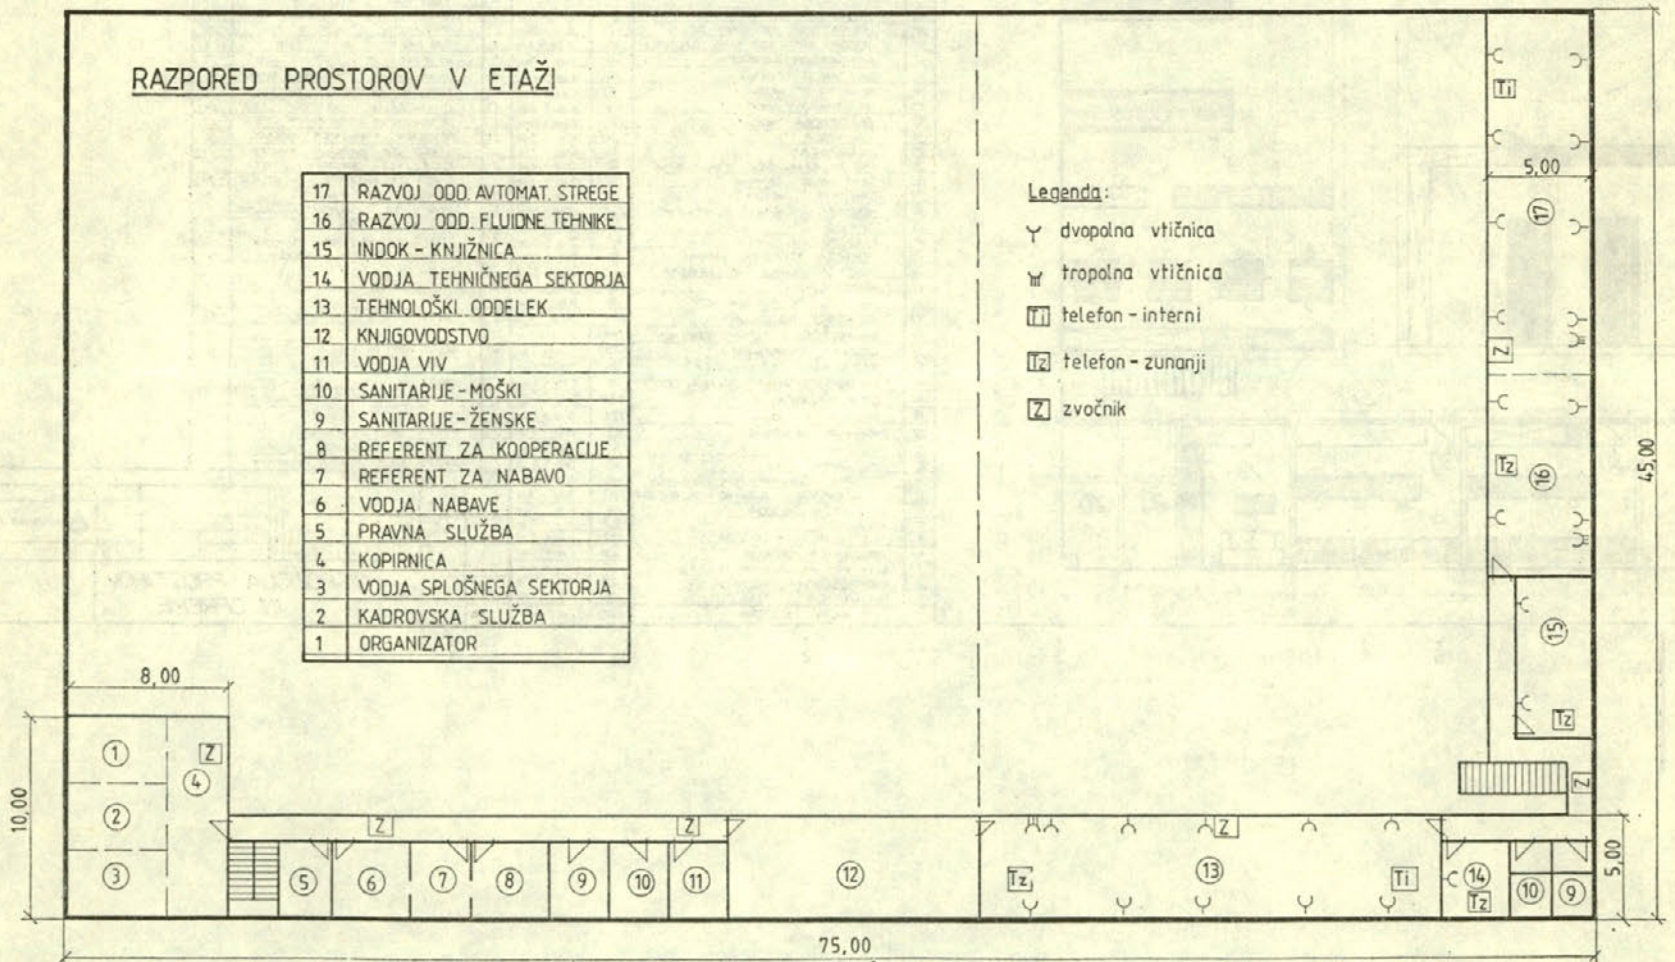 RAZPORED PROSTOROV V ETAŽI
17 RAZVOJ ODD. AVTOMAT. STREGE
16 RAZVOJ ODD. FLUIDNE TEHNIKE
15 INDOK - KNJIŽNICA
14 VODJA TEHNIČNEGA SEKTORJA
13 TEHNOLOŠKI ODDELEK
12 KNJIGOVODSTVO
11 VODJA VIV
10 SANITARIJE - MOŠKI
9 SANITARIJE - ŽENSKE
8 REFERENT ZA KOOPERACIJE
7 REFERENT ZA NABAVO
6 VODJA NABAVE
5 PRAVNA SLUŽBA
4 KOPIRNICA
3 VODJA SPLOŠNEGA SEKTORJA
2 KADROVSKA SLUŽBA
1 ORGANIZATOR
Legenda:
dvopolna vtičnica
tropolna vtičnica
Ti telefon - interni
Tz telefon - zunanji
Z zvočnik
Ti
5,00
17
Z
Tz
16
45,00
15
Tz
Z
8,00
10,00
1
2
3
4
Z
Z
Z
5
6
7
8
9
10
11
12
Z
Tz
13
Ti
14
Tz
10
9
5,00
75,00